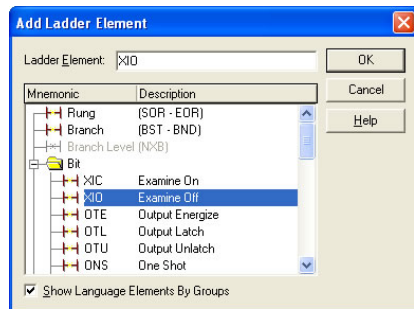 Add Ladder Element
Ladder Element: XIO
OK
Cancel
Help
Mnemonic Description
Rung (SOR - EOR)
Branch (BST - BND)
Branch Level (NXB)
Bit
XIC Examine On
XIO Examine Off
OTE Output Energize
OTL Output Latch
OTU Output Unlatch
ONS One Shot
Show Language Elements By Groups